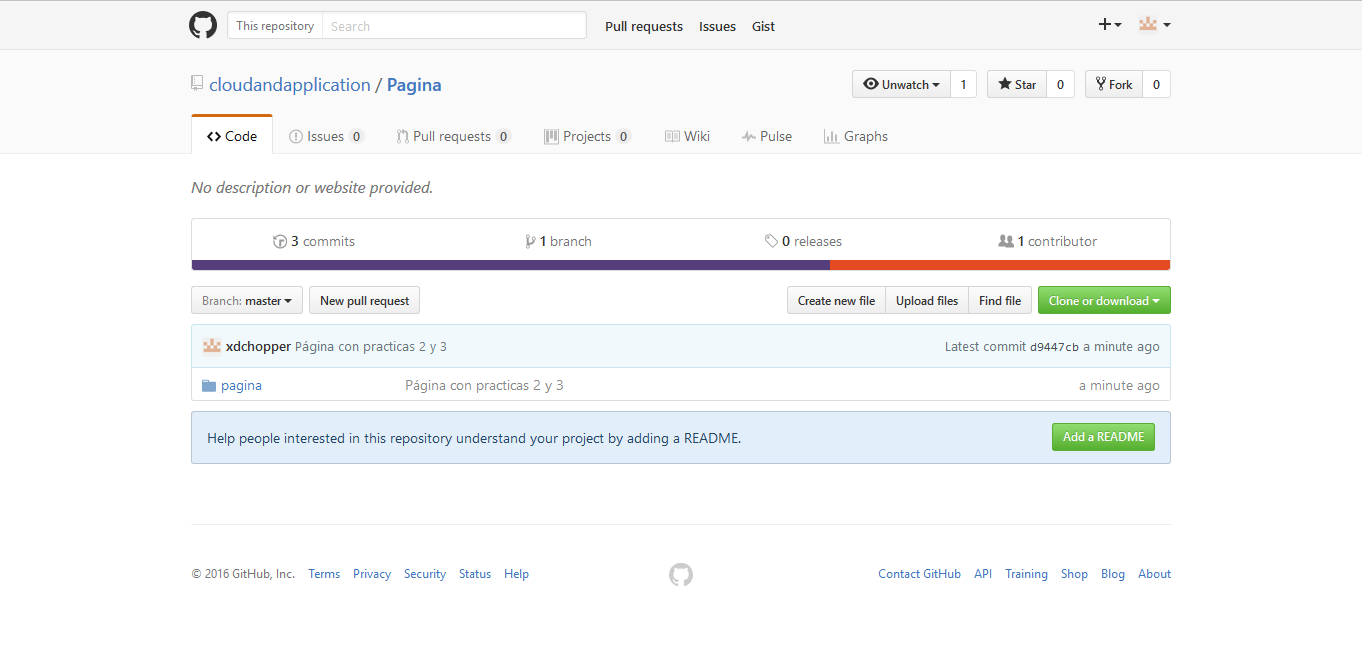 This repository Search Pull requests Issues Gist
cloudandapplication / Pagina Unwatch 1 Star 0 Fork 0
Code Issues 0 Pull requests 0 Projects 0 Wiki Pulse Graphs
No description or website provided.
3 commits 1 branch 0 releases 1 contributor
Branch: master New pull request Create new file Upload files Find file Clone or download
xdchopper Página con practicas 2 y 3 Latest commit d9447cb a minute ago
pagina Página con practicas 2 y 3 a minute ago
Help people interested in this repository understand your project by adding a README. Add a README
© 2016 GitHub, Inc. Terms Privacy Security Status Help Contact GitHub API Training Shop Blog About